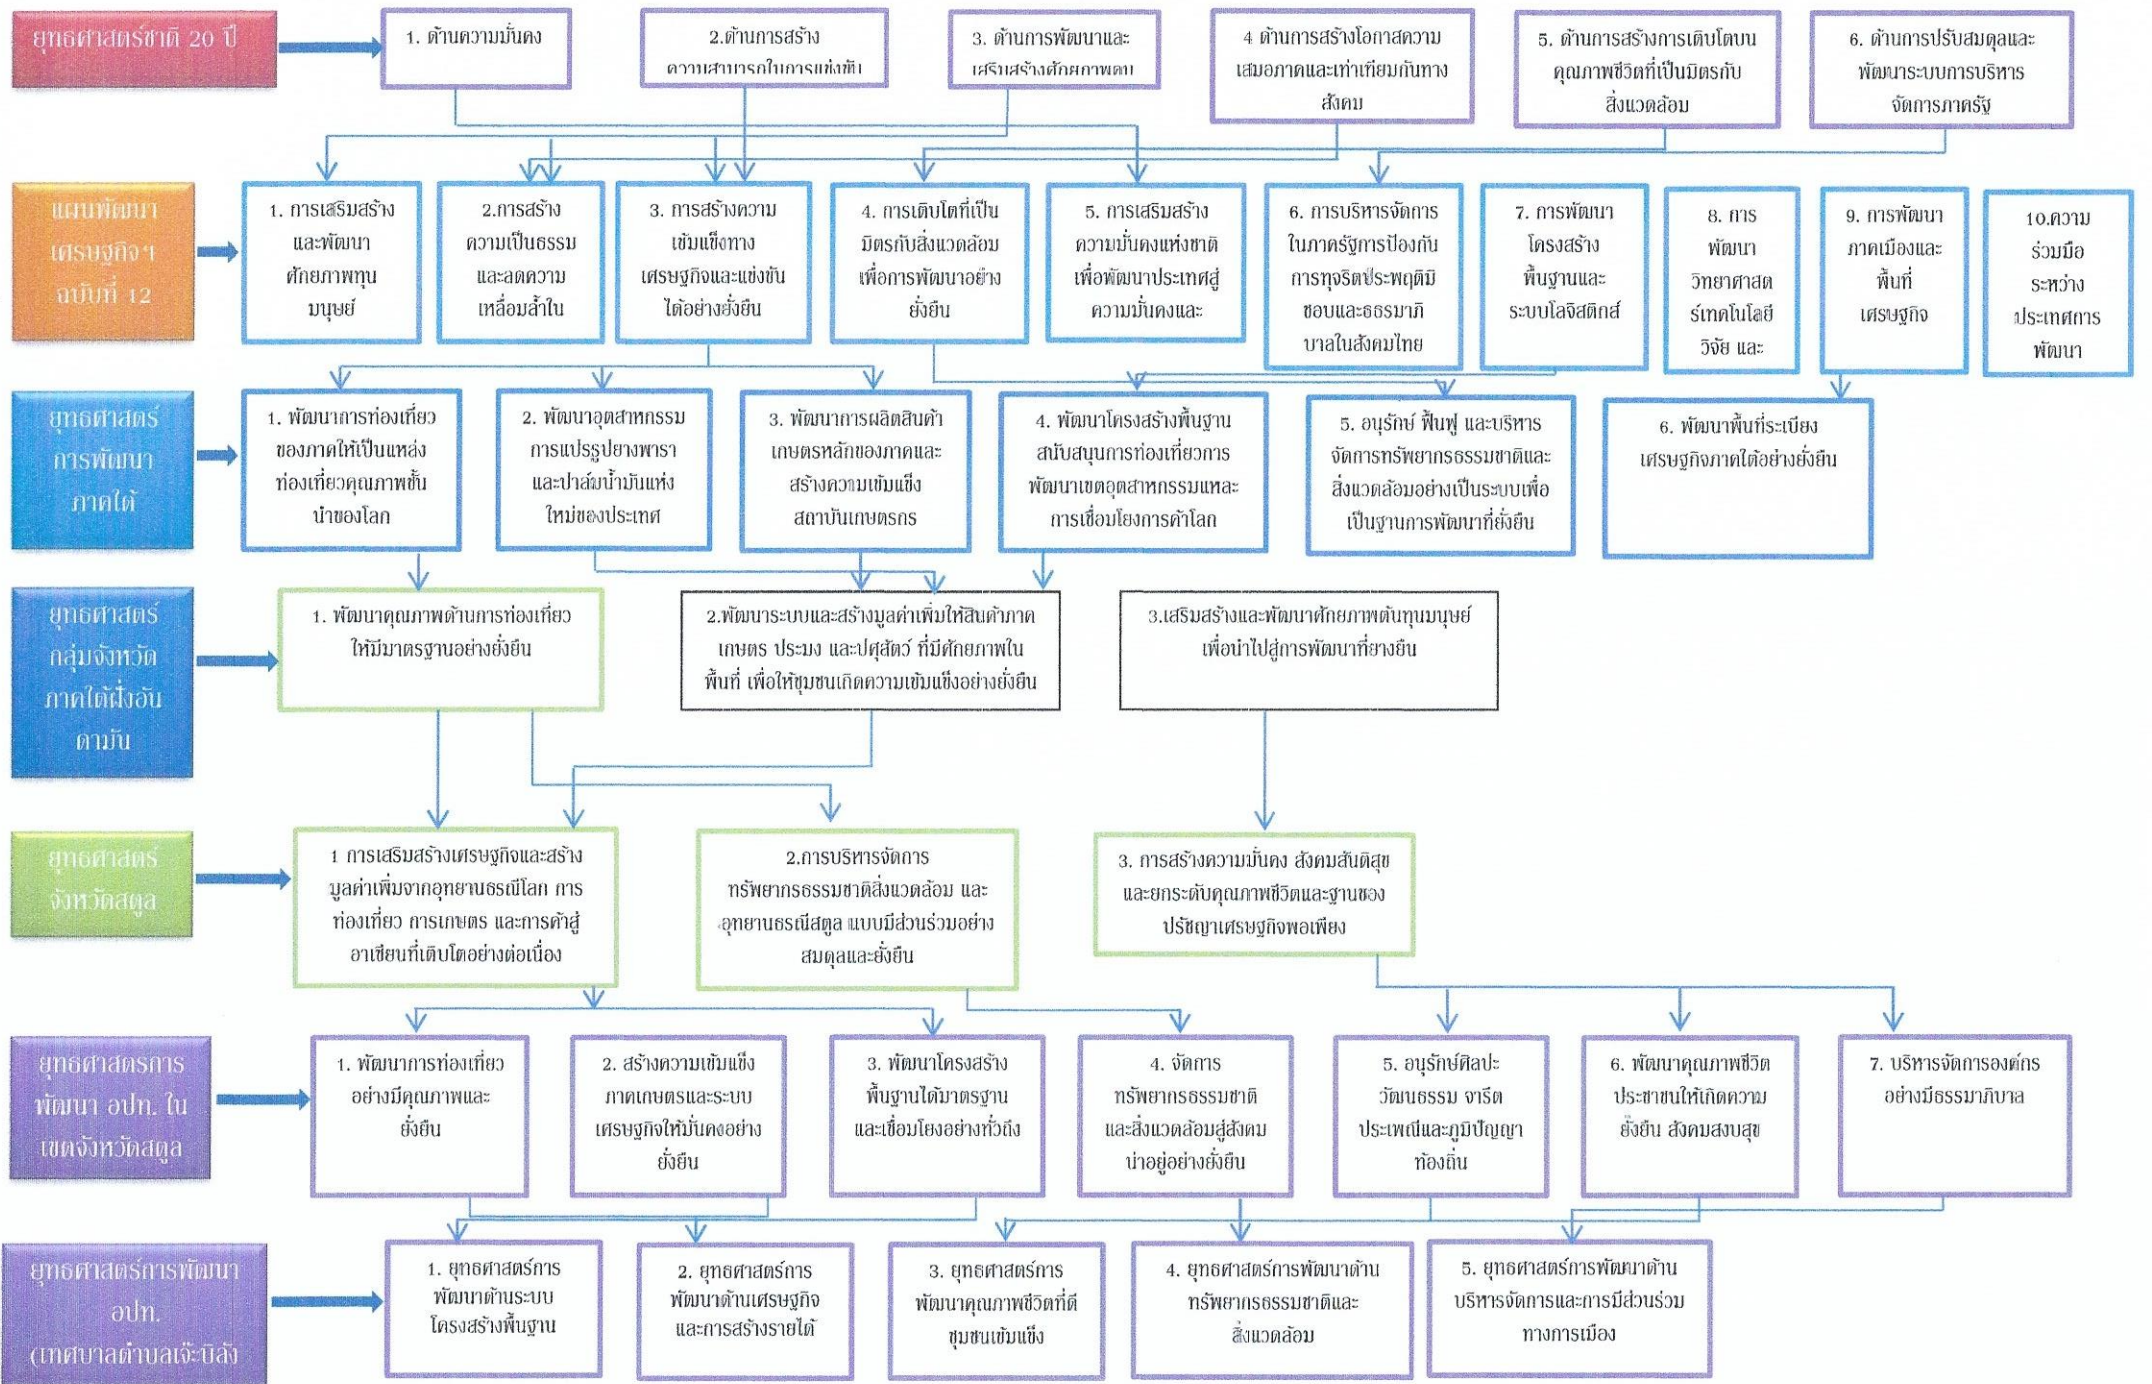 ยุทธศาสตร์ชาติ 20 ปี
1. ด้านความมั่นคง
2.ด้านการสร้าง
ความสามารถในการแข่งขัน
3. ด้านการพัฒนาและ
เสริมสร้างศักยภาพคน
4 ด้านการสร้างโอกาสความ
เสมอภาคและเท่าเทียมกันทาง
สังคม
5. ด้านการสร้างการเติบโตบน
คุณภาพชีวิตที่เป็นมิตรกับ
สิ่งแวดล้อม
6. ด้านการปรับสมดุลและ
พัฒนาระบบการบริหาร
จัดการภาครัฐ
แผนพัฒนา
เศรษฐกิจฯ
ฉบับที่ 12
1. การเสริมสร้าง
และพัฒนา
ศักยภาพทุน
มนุษย์
2.การสร้าง
ความเป็นธรรม
และลดความ
เหลื่อมล้ำใน
3. การสร้างความ
เข้มแข็งทาง
เศรษฐกิจและแข่งขัน
ได้อย่างยั่งยืน
4. การเติบโตที่เป็น
มิตรกับสิ่งแวดล้อม
เพื่อการพัฒนาอย่าง
ยั่งยืน
5. การเสริมสร้าง
ความมั่นคงแห่งชาติ
เพื่อพัฒนาประเทศสู่
ความมั่นคงและ
6. การบริหารจัดการ
ในภาครัฐการป้องกัน
การทุจริตประพฤติมิ
ชอบและธรรมาภิ
บาลในสังคมไทย
7. การพัฒนา
โครงสร้าง
พื้นฐานและ
ระบบโลจิสติกส์
8. การ
พัฒนา
วิทยาศาสต
ร์เทคโนโลยี
วิจัย และ
9. การพัฒนา
ภาคเมืองและ
พื้นที่
เศรษฐกิจ
10.ความ
ร่วมมือ
ระหว่าง
ประเทศการ
พัฒนา
ยุทธศาสตร์
การพัฒนา
ภาคใต้
1. พัฒนาการท่องเที่ยว
ของภาคให้เป็นแหล่ง
ท่องเที่ยวคุณภาพชั้น
นำของโลก
2. พัฒนาอุตสาหกรรม
การแปรรูปยางพารา
และปาล์มน้ำมันแห่ง
ใหม่ของประเทศ
3. พัฒนาการผลิตสินค้า
เกษตรหลักของภาคและ
สร้างความเข้มแข็ง
สถาบันเกษตรกร
4. พัฒนาโครงสร้างพื้นฐาน
สนับสนุนการท่องเที่ยวการ
พัฒนาเขตอุตสาหกรรมแหละ
การเชื่อมโยงการค้าโลก
5. อนุรักษ์ ฟื้นฟู และบริหาร
จัดการทรัพยากรธรรมชาติและ
สิ่งแวดล้อมอย่างเป็นระบบเพื่อ
เป็นฐานการพัฒนาที่ยั่งยืน
6. พัฒนาพื้นที่ระเบียง
เศรษฐกิจภาคใต้อย่างยั่งยืน
ยุทธศาสตร์
กลุ่มจังหวัด
ภาคใต้ฝั่งอัน
ดามัน
1. พัฒนาคุณภาพด้านการท่องเที่ยว
ให้มีมาตรฐานอย่างยั่งยืน
2.พัฒนาระบบและสร้างมูลค่าเพิ่มให้สินค้าภาค
เกษตร ประมง และปศุสัตว์ ที่มีศักยภาพใน
พื้นที่ เพื่อให้ชุมชนเกิดความเข้มแข็งอย่างยั่งยืน
3.เสริมสร้างและพัฒนาศักยภาพต้นทุนมนุษย์
เพื่อนำไปสู่การพัฒนาที่ยางยืน
ยุทธศาสตร์
จังหวัดสตูล
1 การเสริมสร้างเศรษฐกิจและสร้าง
มูลค่าเพิ่มจากอุทยานธรณีโลก การ
ท่องเที่ยว การเกษตร และการค้าสู่
อาเซียนที่เติบโตอย่างต่อเนื่อง
2.การบริหารจัดการ
ทรัพยากรธรรมชาติสิ่งแวดล้อม และ
อุทยานธรณีสตูล แบบมีส่วนร่วมอย่าง
สมดุลและยั่งยืน
3. การสร้างความมั่นคง สังคมสันติสุข
และยกระดับคุณภาพชีวิตและฐานของ
ปรัชญาเศรษฐกิจพอเพียง
ยุทธศาสตร์การ
พัฒนา อปท. ใน
เขตจังหวัดสตูล
1. พัฒนาการท่องเที่ยว
อย่างมีคุณภาพและ
ยั่งยืน
2. สร้างความเข้มแข็ง
ภาคเกษตรและระบบ
เศรษฐกิจให้มั่นคงอย่าง
ยั่งยืน
3. พัฒนาโครงสร้าง
พื้นฐานได้มาตรฐาน
และเชื่อมโยงอย่างทั่วถึง
4. จัดการ
ทรัพยากรธรรมชาติ
และสิ่งแวดล้อมสู่สังคม
น่าอยู่อย่างยั่งยืน
5. อนุรักษ์ศิลปะ
วัฒนธรรม จารีต
ประเพณีและภูมิปัญญา
ท้องถิ่น
6. พัฒนาคุณภาพชีวิต
ประชาชนให้เกิดความ
ยั่งยืน สังคมสงบสุข
7. บริหารจัดการองค์กร
อย่างมีธรรมาภิบาล
ยุทธศาสตร์การพัฒนา
อปท.
(เทศบาลตำบลเจ๊ะบิลัง
1. ยุทธศาสตร์การ
พัฒนาด้านระบบ
โครงสร้างพื้นฐาน
2. ยุทธศาสตร์การ
พัฒนาด้านเศรษฐกิจ
และการสร้างรายได้
3. ยุทธศาสตร์การ
พัฒนาคุณภาพชีวิตที่ดี
ชุมชนเข้มแข็ง
4. ยุทธศาสตร์การพัฒนาด้าน
ทรัพยากรธรรมชาติและ
สิ่งแวดล้อม
5. ยุทธศาสตร์การพัฒนาด้าน
บริหารจัดการและการมีส่วนร่วม
ทางการเมือง